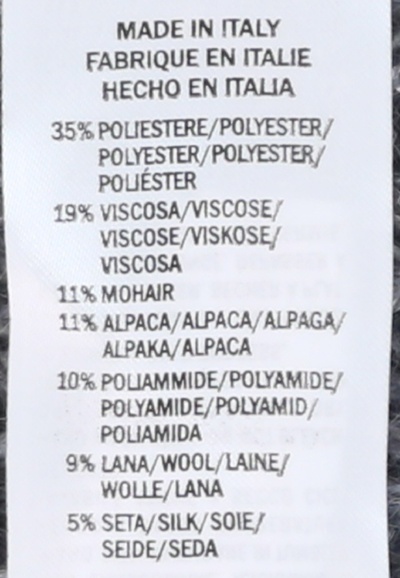 MADE IN ITALY
FABRIQUE EN ITALIE
HECHO EN ITALIA
35% POLIESTERE/POLYESTER/
POLYESTER/POLYESTER/
POLIÉSTER
19% VISCOSA/VISCOSE/
VISCOSE/VISKOSE/
VISCOSA
11% MOHAIR
11% ALPACA/ALPACA/ALPAGA/
ALPAKA/ALPACA
10% POLIAMMIDE/POLYAMIDE/
POLYAMIDE/POLYAMID/
POLIAMIDA
9% LANA/WOOL/LAINE/
WOLLE/LANA
5% SETA/SILK/SOIE/
SEIDE/SEDA